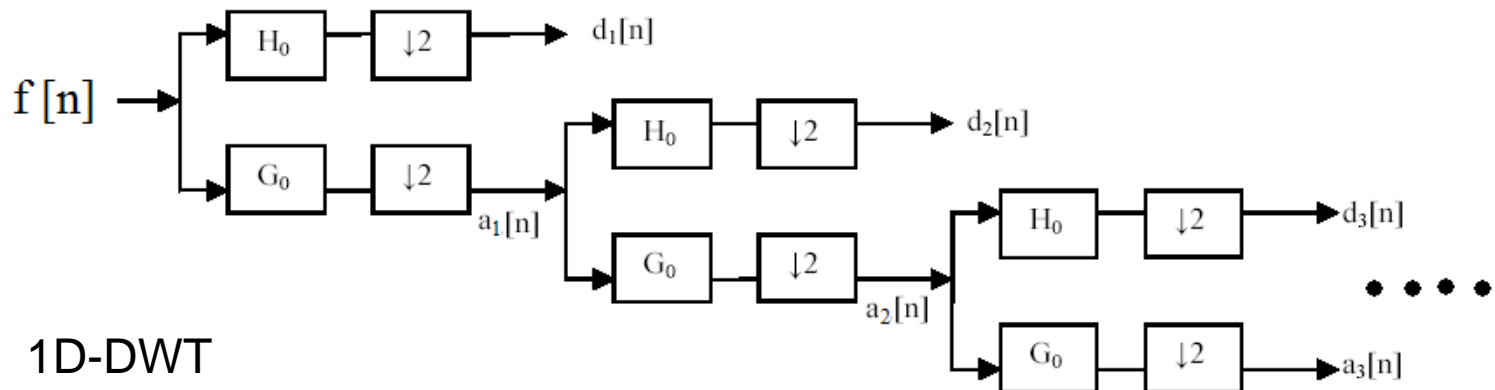 H₀ ↓2 d₁[n]
f [n]
H₀ ↓2 d₂[n]
G₀ ↓2
a₁[n]
H₀ ↓2 d₃[n]
G₀ ↓2
a₂[n]
1D-DWT
G₀ ↓2 a₃[n]